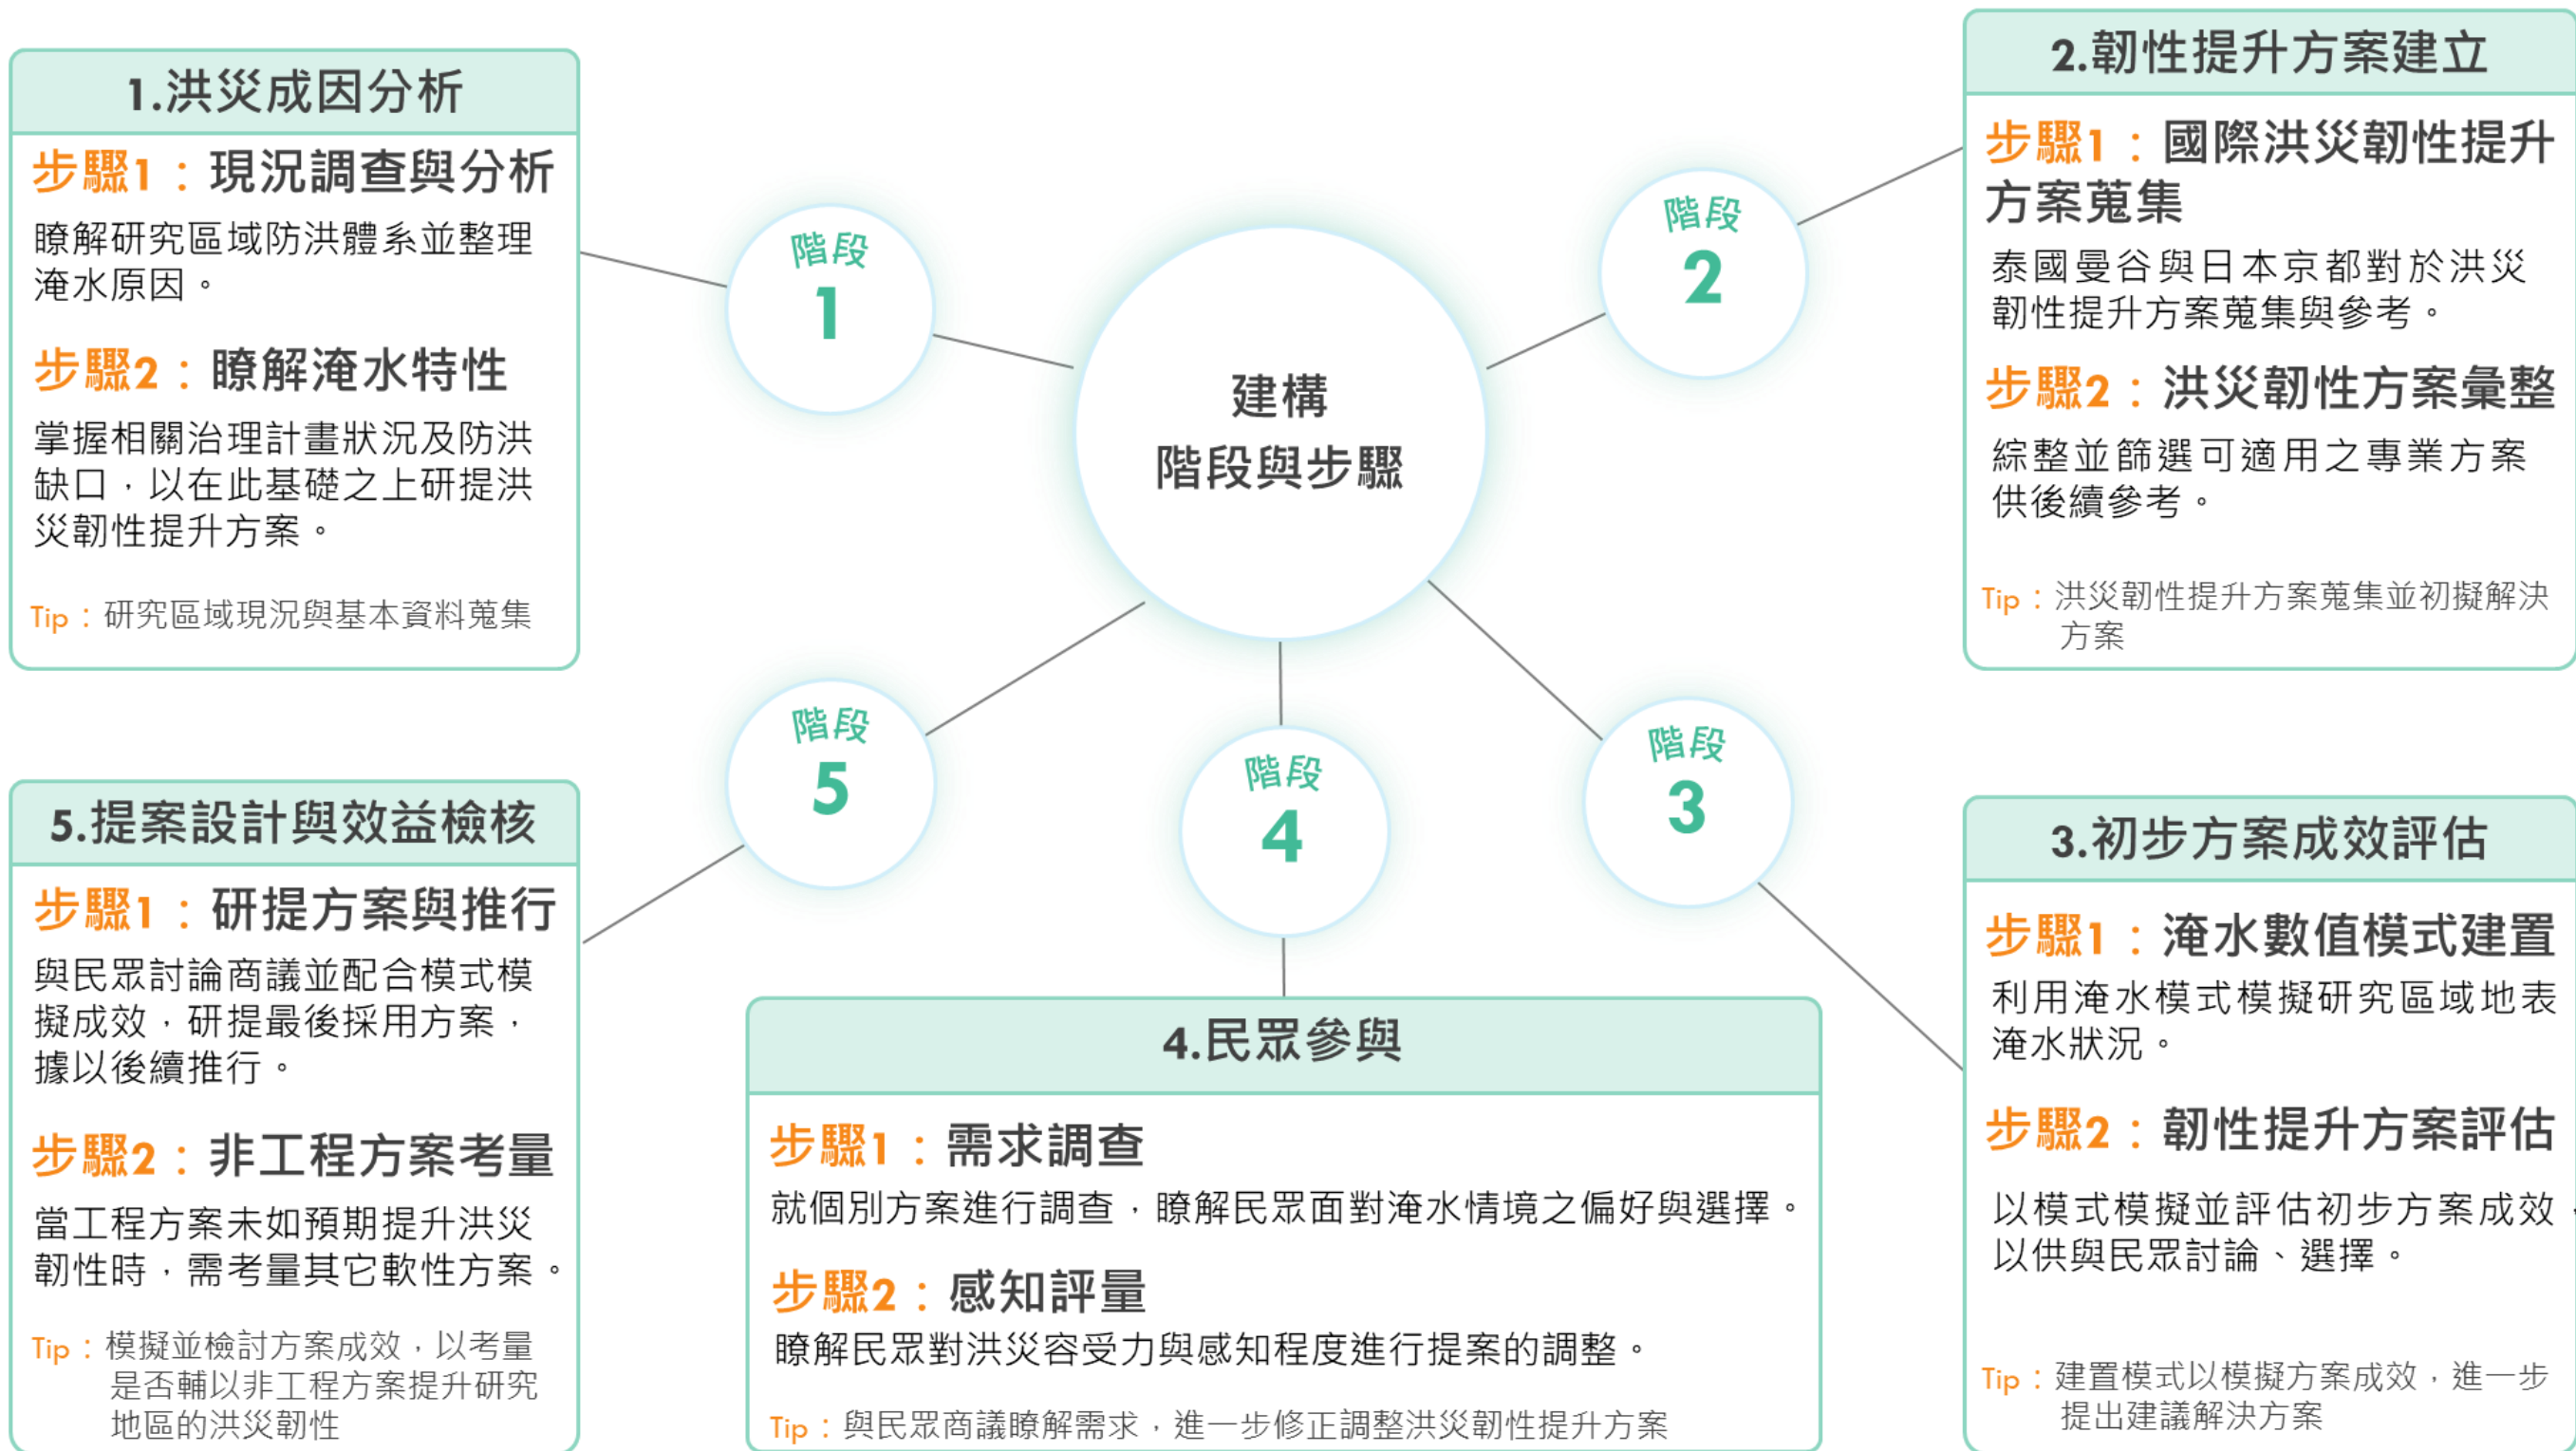 建構
階段與步驟
階段
1
1.洪災成因分析
步驟1：現況調查與分析
瞭解研究區域防洪體系並整理
淹水原因。
步驟2：瞭解淹水特性
掌握相關治理計畫狀況及防洪
缺口，以在此基礎之上研提洪
災韌性提升方案。
Tip：研究區域現況與基本資料蒐集
階段
2
2.韌性提升方案建立
步驟1：國際洪災韌性提升
方案蒐集
泰國曼谷與日本京都對於洪災
韌性提升方案蒐集與參考。
步驟2：洪災韌性方案彙整
綜整並篩選可適用之專業方案
供後續參考。
Tip：洪災韌性提升方案蒐集並初擬解決
方案
階段
3
3.初步方案成效評估
步驟1：淹水數值模式建置
利用淹水模式模擬研究區域地表
淹水狀況。
步驟2：韌性提升方案評估
以模式模擬並評估初步方案成效，
以供與民眾討論、選擇。
Tip：建置模式以模擬方案成效，進一步
提出建議解決方案
階段
4
4.民眾參與
步驟1：需求調查
就個別方案進行調查，瞭解民眾面對淹水情境之偏好與選擇。
步驟2：感知評量
瞭解民眾對洪災容受力與感知程度進行提案的調整。
Tip：與民眾商議瞭解需求，進一步修正調整洪災韌性提升方案
階段
5
5.提案設計與效益檢核
步驟1：研提方案與推行
與民眾討論商議並配合模式模
擬成效，研提最後採用方案，
據以後續推行。
步驟2：非工程方案考量
當工程方案未如預期提升洪災
韌性時，需考量其它軟性方案。
Tip：模擬並檢討方案成效，以考量
是否輔以非工程方案提升研究
地區的洪災韌性